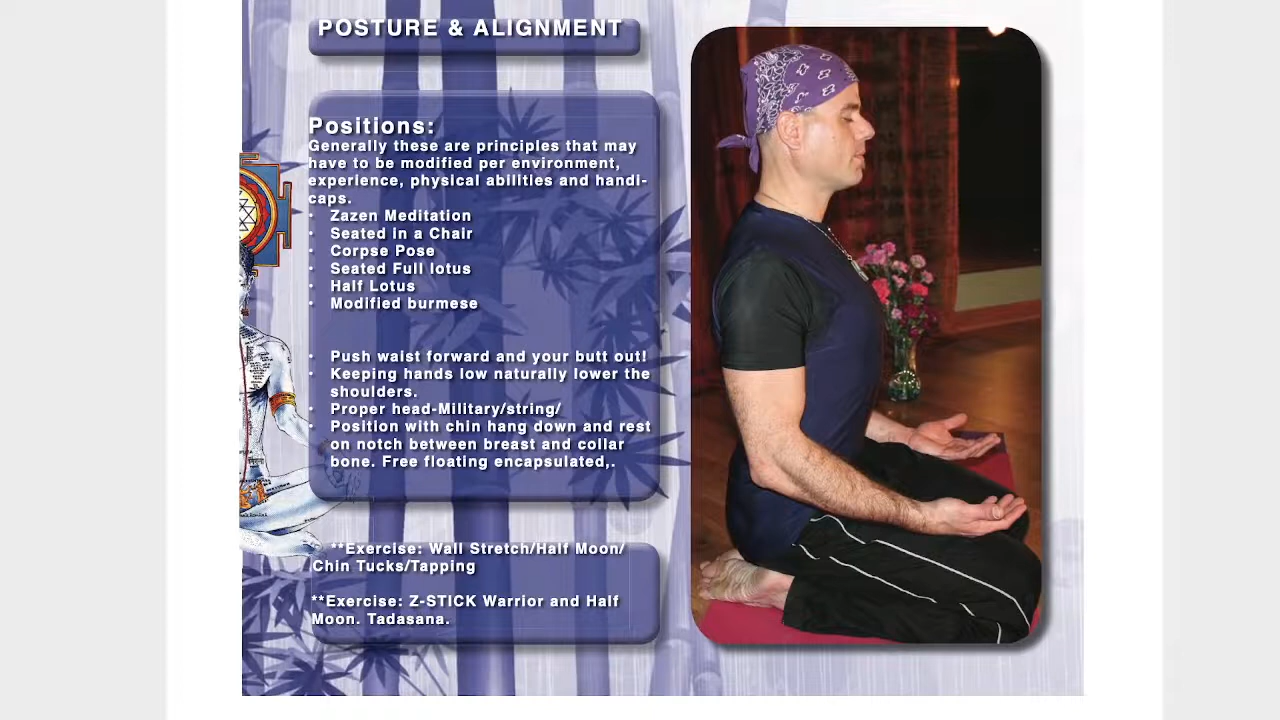 POSTURE & ALIGNMENT
Positions:
Generally these are principles that may
have to be modified per environment,
experience, physical abilities and handi-
caps.
• Zazen Meditation
• Seated in a Chair
• Corpse Pose
• Seated Full lotus
• Half Lotus
• Modified burmese
• Push waist forward and your butt out!
• Keeping hands low naturally lower the
shoulders.
• Proper head-Military/string/
• Position with chin hang down and rest
on notch between breast and collar
bone. Free floating encapsulated,.
**Exercise: Wall Stretch/Half Moon/
Chin Tucks/Tapping
**Exercise: Z-STICK Warrior and Half
Moon. Tadasana.